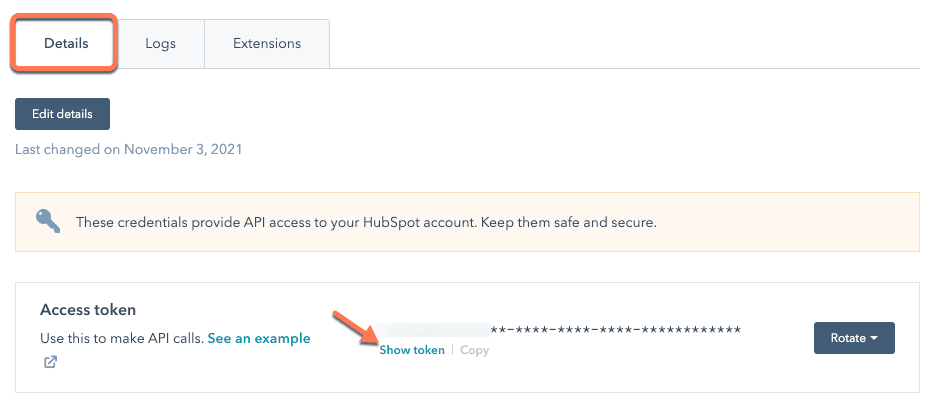 Details Logs Extensions
Edit details
Last changed on November 3, 2021
These credentials provide API access to your HubSpot account. Keep them safe and secure.
Access token
Use this to make API calls. See an example
**-****-****-****-************
Show token | Copy
Rotate